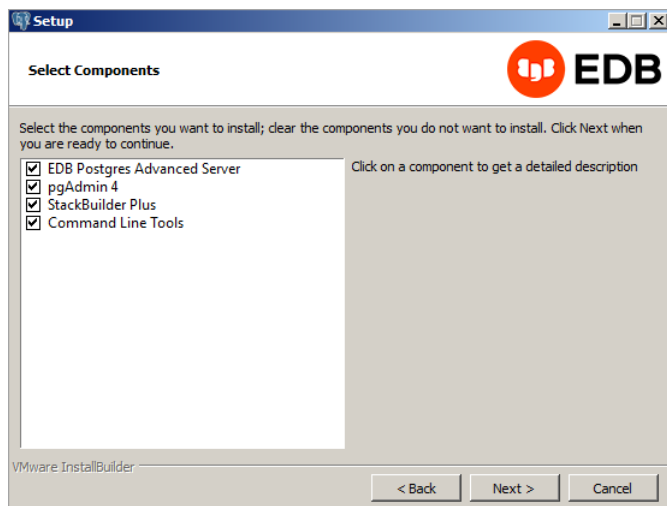 Setup
Select Components
EDB
Select the components you want to install; clear the components you do not want to install. Click Next when
you are ready to continue.
EDB Postgres Advanced Server
pgAdmin 4
StackBuilder Plus
Command Line Tools
Click on a component to get a detailed description
VMware InstallBuilder
< Back
Next >
Cancel